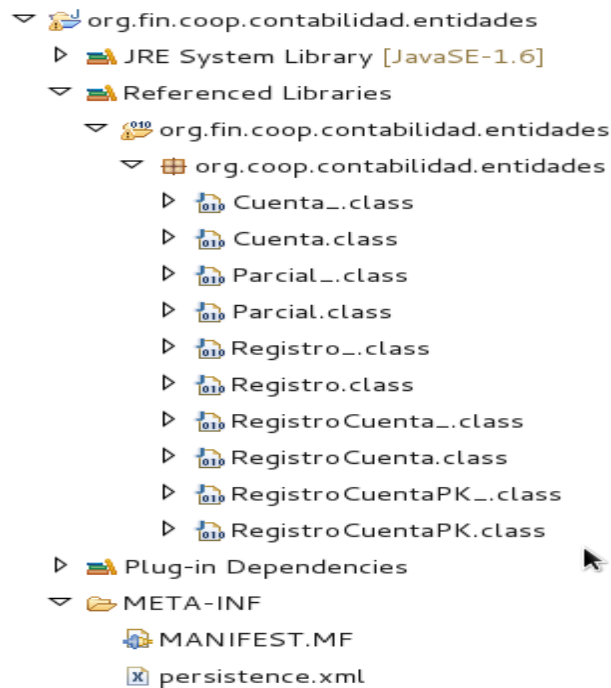 org.fin.coop.contabilidad.entidades
JRE System Library [JavaSE-1.6]
Referenced Libraries
org.fin.coop.contabilidad.entidades
org.coop.contabilidad.entidades
Cuenta_.class
Cuenta.class
Parcial_.class
Parcial.class
Registro_.class
Registro.class
RegistroCuenta_.class
RegistroCuenta.class
RegistroCuentaPK_.class
RegistroCuentaPK.class
Plug-in Dependencies
META-INF
MANIFEST.MF
persistence.xml